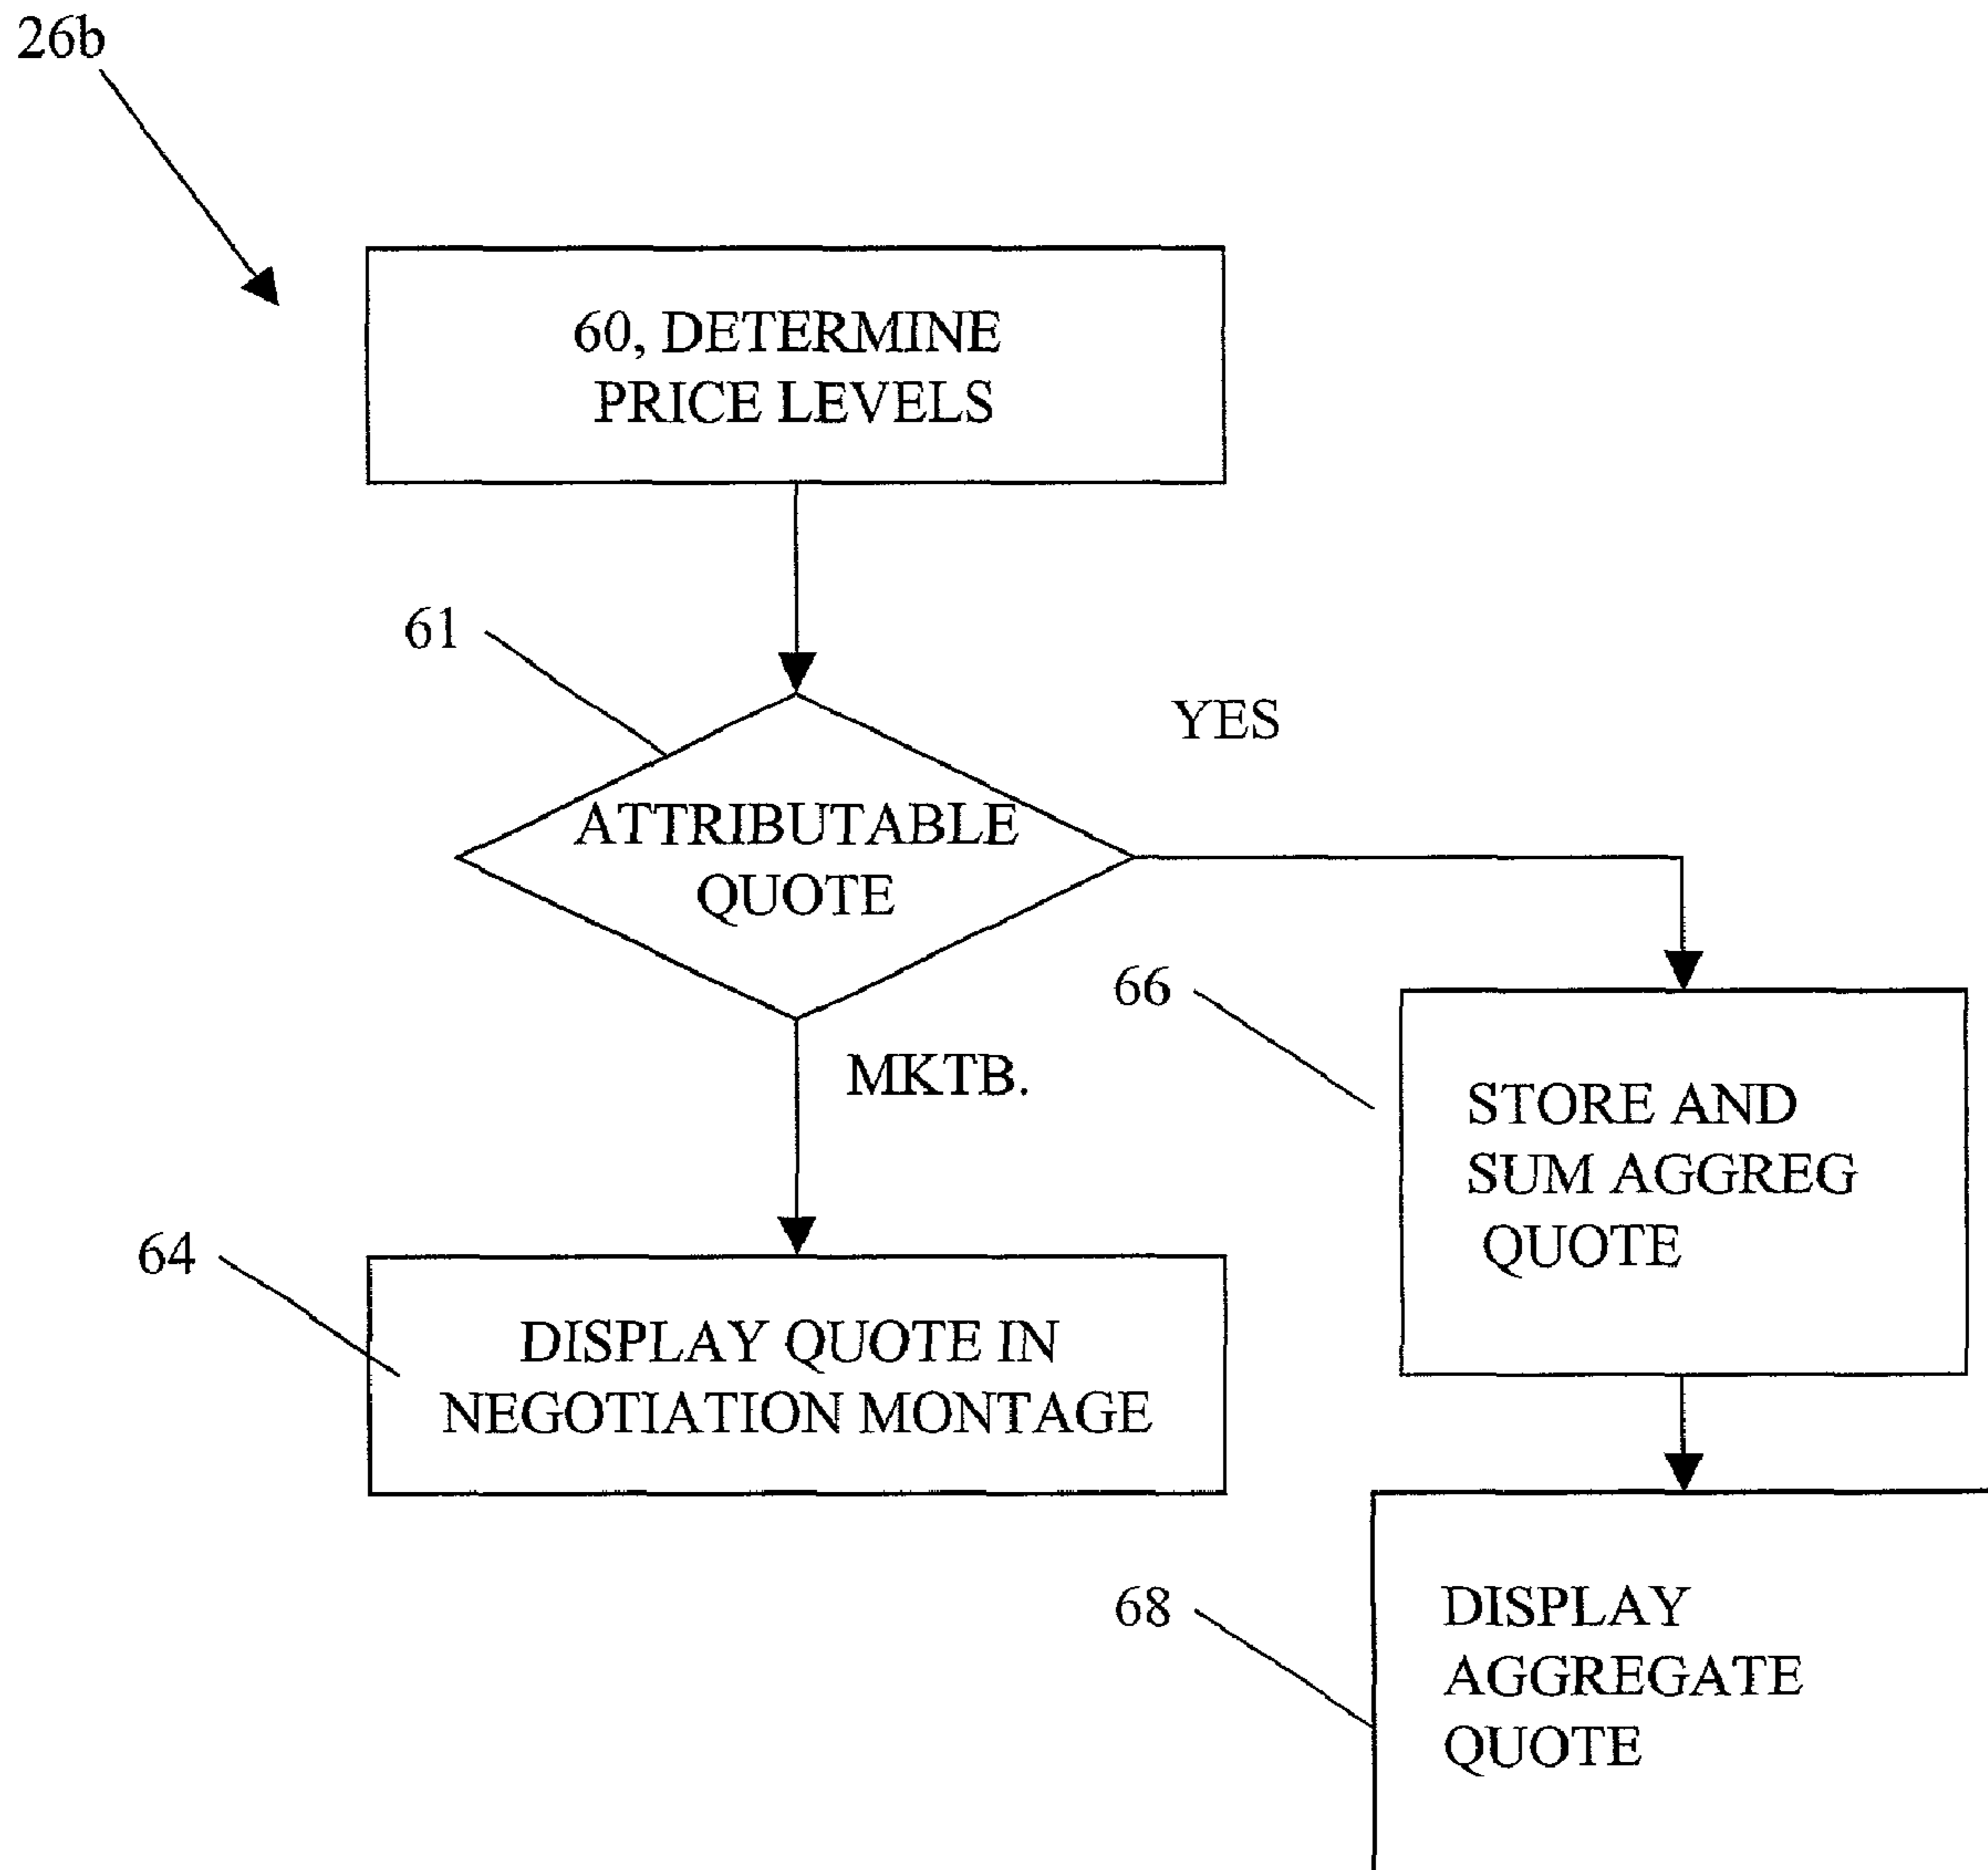 26b
60, DETERMINE
PRICE LEVELS
61
YES
ATTRIBUTABLE
QUOTE
66
MKTB.
STORE AND
SUM AGGREG
QUOTE
64
DISPLAY QUOTE IN
NEGOTIATION MONTAGE
68
DISPLAY
AGGREGATE
QUOTE